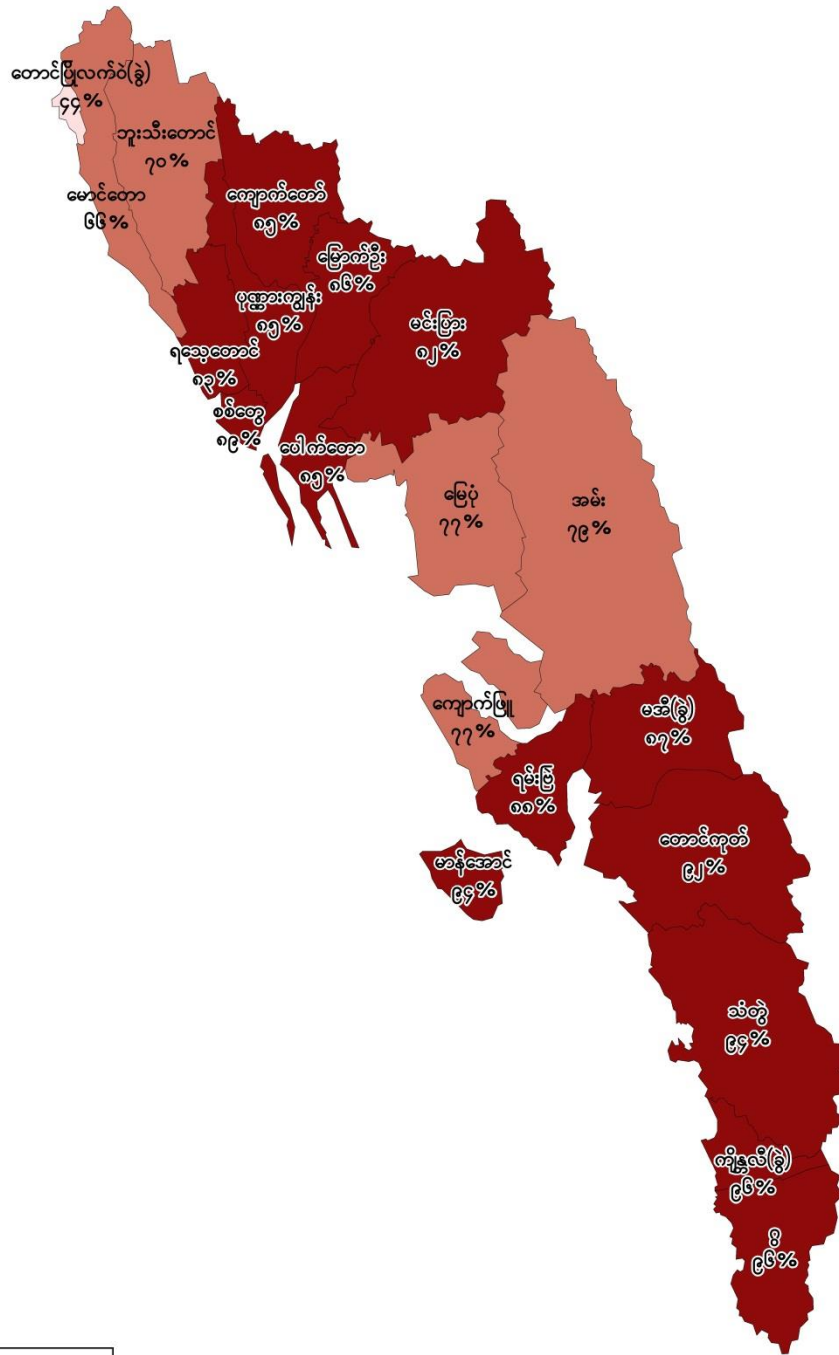 တောင်ပြိုလက်ဝဲ(ခွဲ)
၄၄%
ဘူးသီးတောင်
၇၀%
မောင်တော
၆၆%
ကျောက်တော်
၈၅%
မြောက်ဦး
၈၆%
ပုဏ္ဏားကျွန်း
၈၅%
မင်းပြား
၈၂%
ရသေ့တောင်
၈၃%
စစ်တွေ
၈၉%
ပေါက်တော
၈၅%
မြေပုံ
၇၇%
အမ်း
၇၉%
ကျောက်ဖြူ
၇၇%
မအီ(ခွဲ)
၈၇%
ရမ်းဗြဲ
၈၈%
တောင်ကုတ်
၉၂%
မာန်အောင်
၉၄%
သံတွဲ
၉၄%
ကျိန္တလီ(ခွဲ)
၉၆%
ဂွ
၉၆%